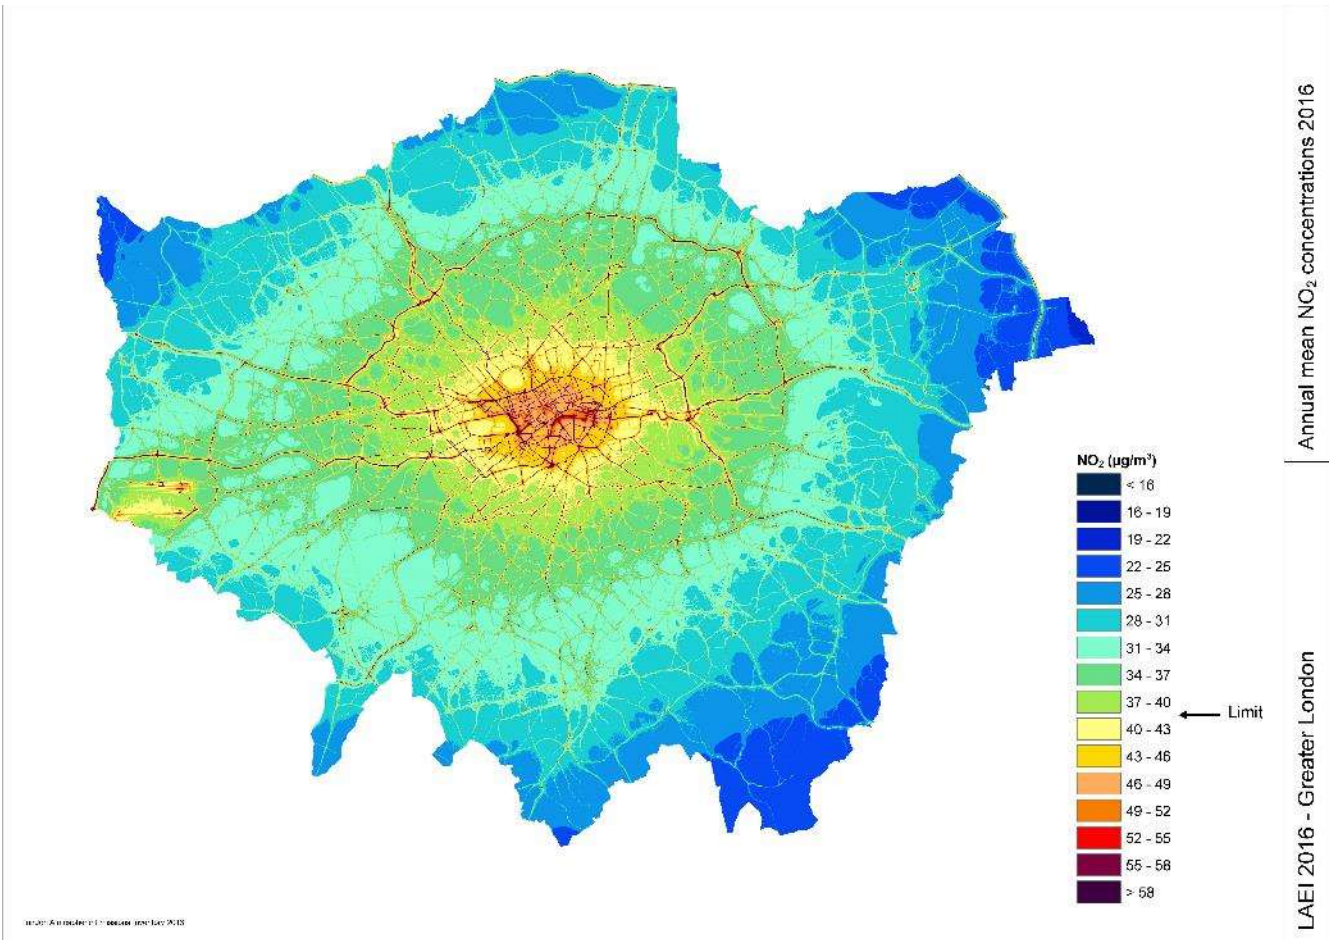 Annual mean NO₂ concentrations 2016
LAEI 2016 - Greater London
NO₂ (µg/m³)
< 16
16 - 19
19 - 22
22 - 25
25 - 28
28 - 31
31 - 34
34 - 37
37 - 40
40 - 43
43 - 46
46 - 49
49 - 52
52 - 55
55 - 58
> 58
Limit